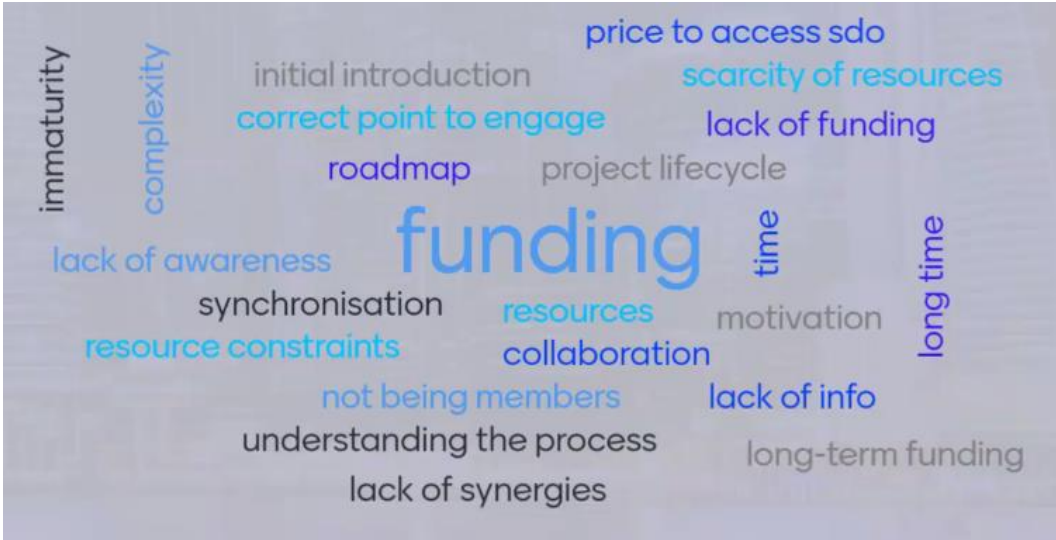 price to access sdo
immaturity
complexity
initial introduction
scarcity of resources
correct point to engage
lack of funding
roadmap
project lifecycle
funding
time
long time
lack of awareness
synchronisation
resources
motivation
resource constraints
collaboration
not being members
lack of info
understanding the process
long-term funding
lack of synergies